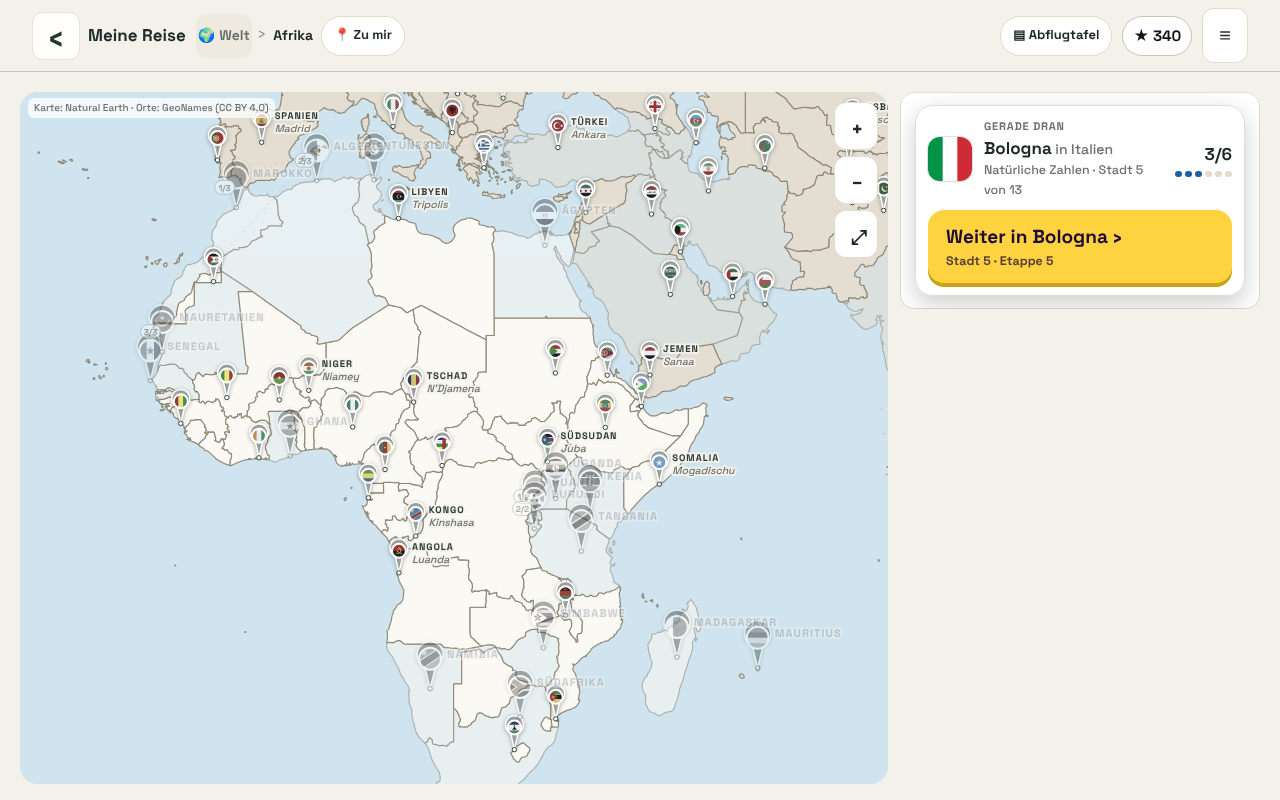 <
Meine Reise
🌍 Welt > Afrika
📍 Zu mir
Abflugtafel
★ 340
≡
Karte: Natural Earth · Orte: GeoNames (CC BY 4.0)
SPANIEN
Madrid
TÜRKEI
Ankara
ALGERIEN
TUNESIEN
2/3
MAROKKO
1/3
LIBYEN
Tripolis
ÄGYPTEN
MAURETANIEN
3/3
SENEGAL
NIGER
Niamey
TSCHAD
N'Djamena
JEMEN
Sanaa
GHANA
SÜDSUDAN
Juba
UGANDA
KENIA
SOMALIA
Mogadischu
BURUNDI
2/2
KONGO
Kinshasa
TANSANIA
ANGOLA
Luanda
SIMBABWE
MADAGASKAR
MAURITIUS
NAMIBIA
SÜDAFRIKA
+
−
⤢
GERADE DRAN
Bologna in Italien
3/6
Natürliche Zahlen · Stadt 5
von 13
Weiter in Bologna >
Stadt 5 · Etappe 5